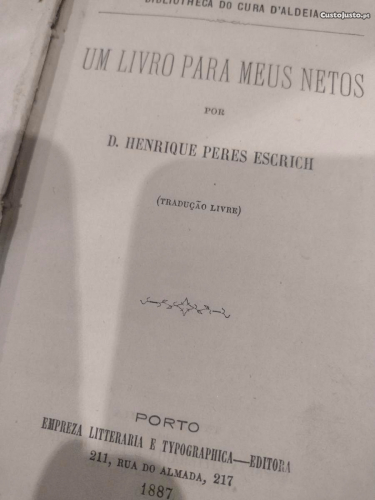 BIBLIOTHECA DO CURA D'ALDEIA
CustoJusto.pt
UM LIVRO PARA MEUS NETOS
POR
D. HENRIQUE PERES ESCRICH
(TRADUÇÃO LIVRE)
PORTO
EMPREZA LITTERARIA E TYPOGRAPHICA—EDITORA
211, RUA DO ALMADA, 217
1887